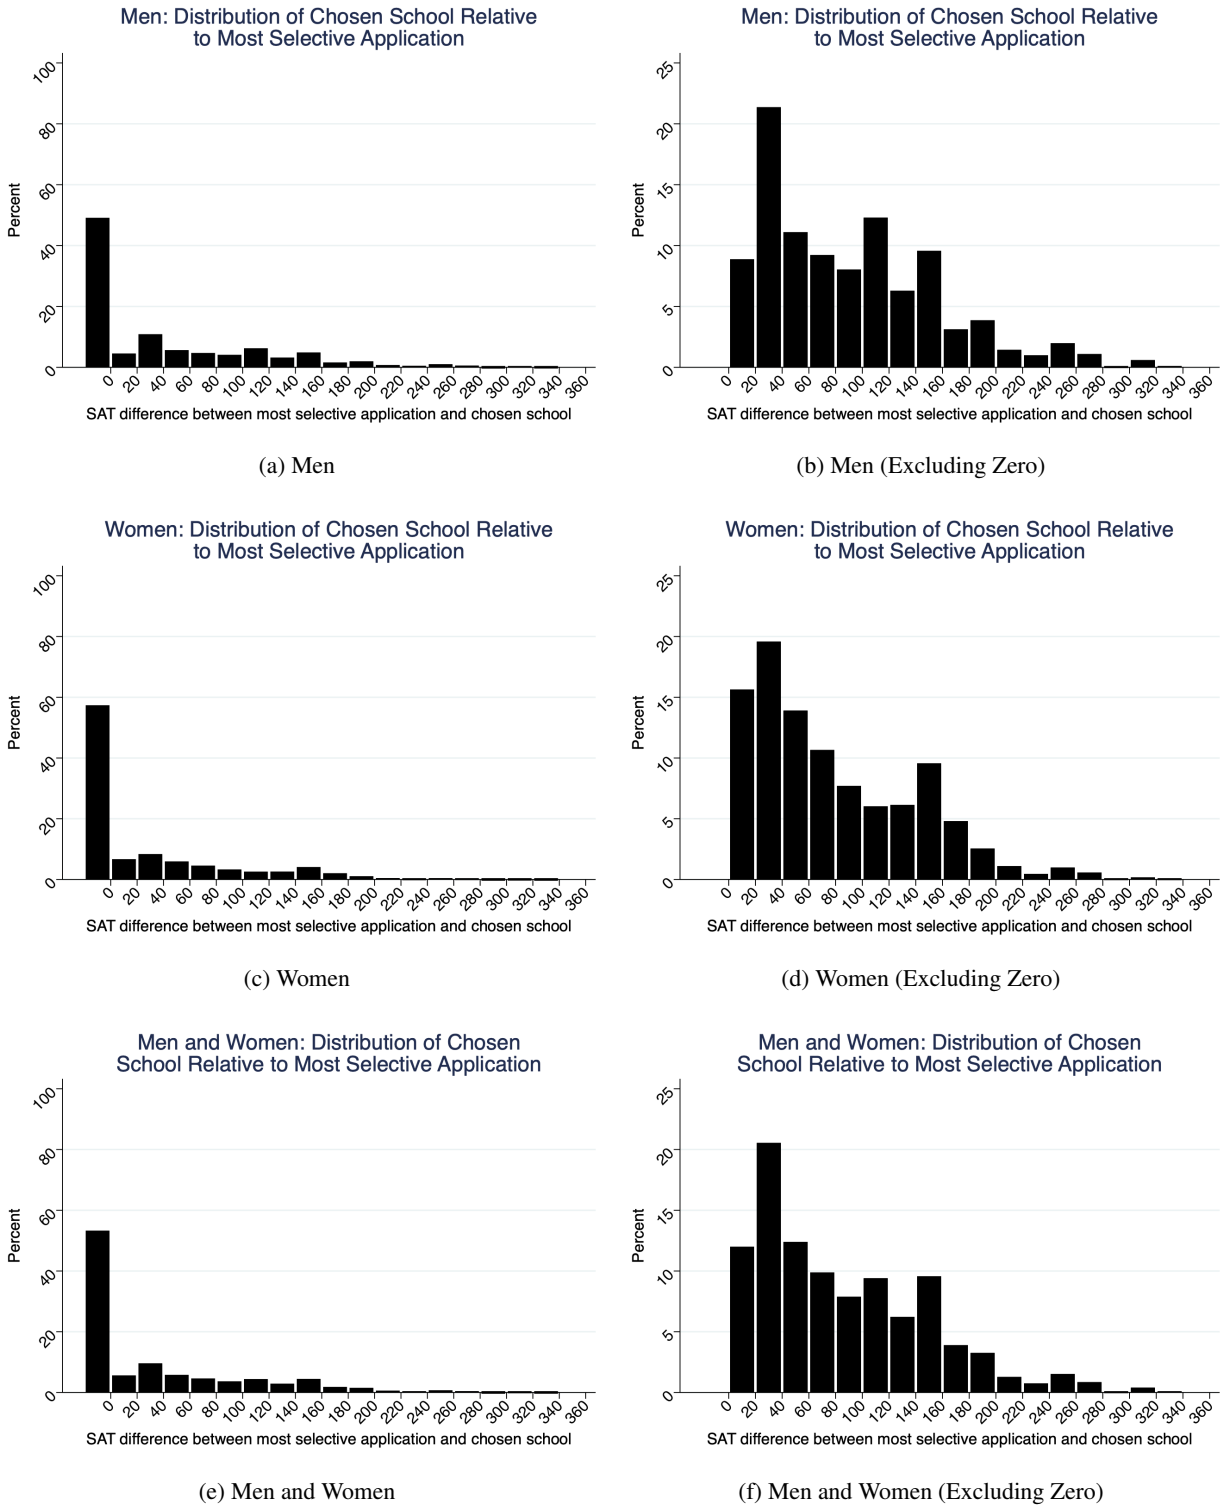 Men: Distribution of Chosen School Relative
to Most Selective Application
Percent
100
80
60
40
20
0
0 20 40 60 80 100 120 140 160 180 200 220 240 260 280 300 320 340 360
SAT difference between most selective application and chosen school
(a) Men
Men: Distribution of Chosen School Relative
to Most Selective Application
Percent
25
20
15
10
5
0
0 20 40 60 80 100 120 140 160 180 200 220 240 260 280 300 320 340 360
SAT difference between most selective application and chosen school
(b) Men (Excluding Zero)
Women: Distribution of Chosen School Relative
to Most Selective Application
Percent
100
80
60
40
20
0
0 20 40 60 80 100 120 140 160 180 200 220 240 260 280 300 320 340 360
SAT difference between most selective application and chosen school
(c) Women
Women: Distribution of Chosen School Relative
to Most Selective Application
Percent
25
20
15
10
5
0
0 20 40 60 80 100 120 140 160 180 200 220 240 260 280 300 320 340 360
SAT difference between most selective application and chosen school
(d) Women (Excluding Zero)
Men and Women: Distribution of Chosen
School Relative to Most Selective Application
Percent
100
80
60
40
20
0
0 20 40 60 80 100 120 140 160 180 200 220 240 260 280 300 320 340 360
SAT difference between most selective application and chosen school
(e) Men and Women
Men and Women: Distribution of Chosen
School Relative to Most Selective Application
Percent
25
20
15
10
5
0
0 20 40 60 80 100 120 140 160 180 200 220 240 260 280 300 320 340 360
SAT difference between most selective application and chosen school
(f) Men and Women (Excluding Zero)